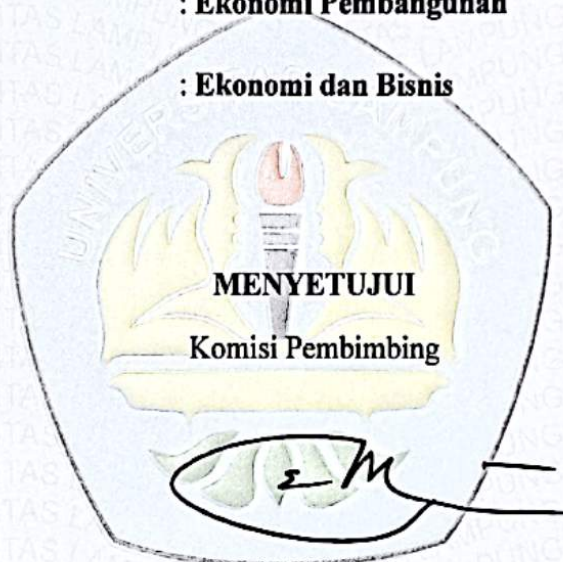 : Ekonomi Pembangunan
: Ekonomi dan Bisnis
MENYETUJUI
Komisi Pembimbing